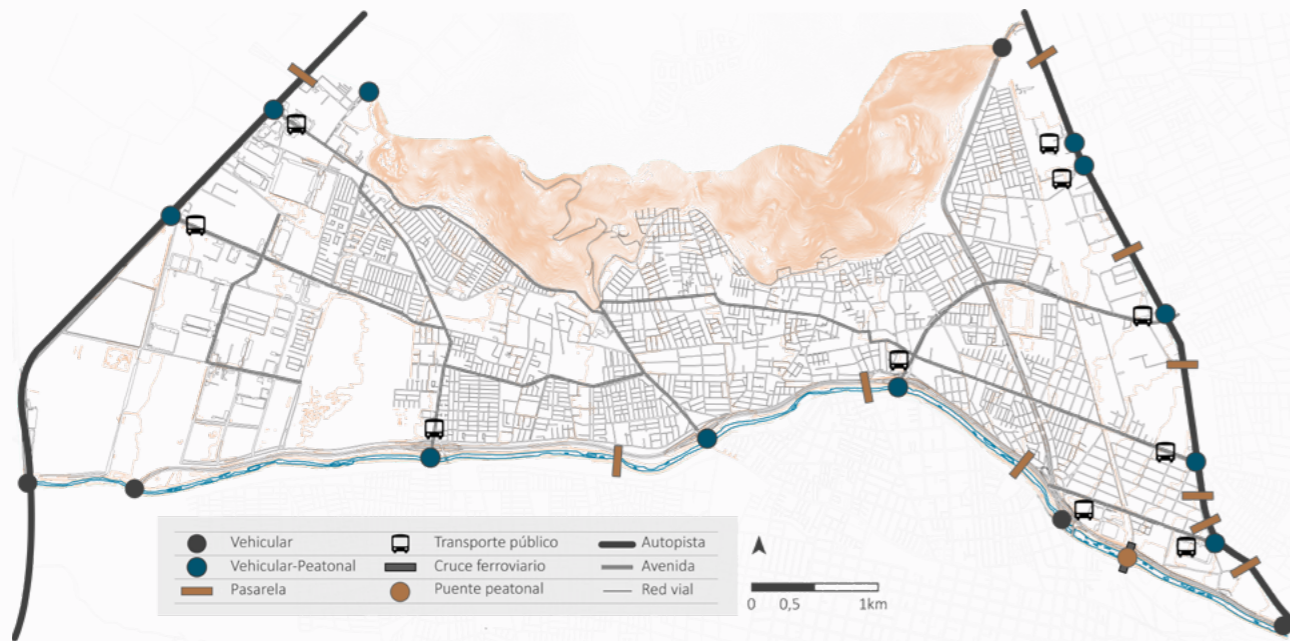 Vehicular
Transporte público
Autopista
Vehicular-Peatonal
Cruce ferroviario
Avenida
Pasarela
Puente peatonal
Red vial
0 0,5 1km